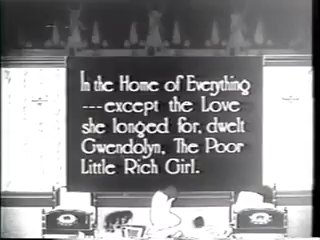 In the Home of Everything
---except the Love
she longed for, dwelt
Gwendolyn, The Poor
Little Rich Girl.